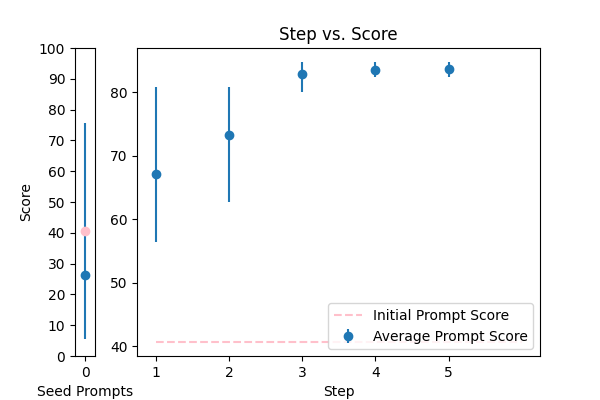 Step vs. Score
Score
100
90
80
70
60
50
40
30
20
10
0
0
Seed Prompts
80
70
60
50
40
1 2 3 4 5
Step
Initial Prompt Score
Average Prompt Score